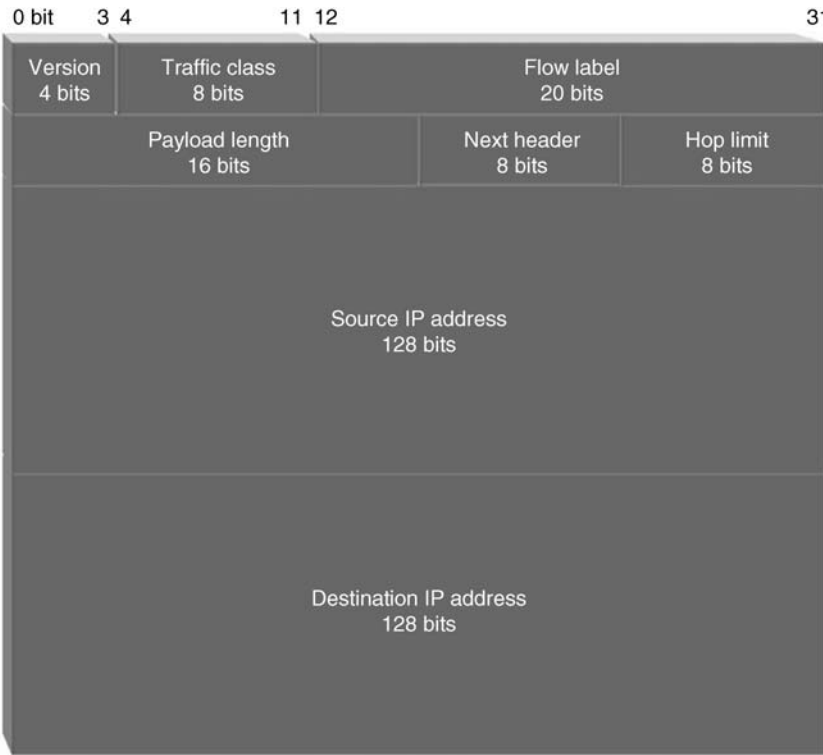 0 bit 3 4 11 12 31
Version Traffic class Flow label
4 bits 8 bits 20 bits
Payload length Next header Hop limit
16 bits 8 bits 8 bits
Source IP address
128 bits
Destination IP address
128 bits